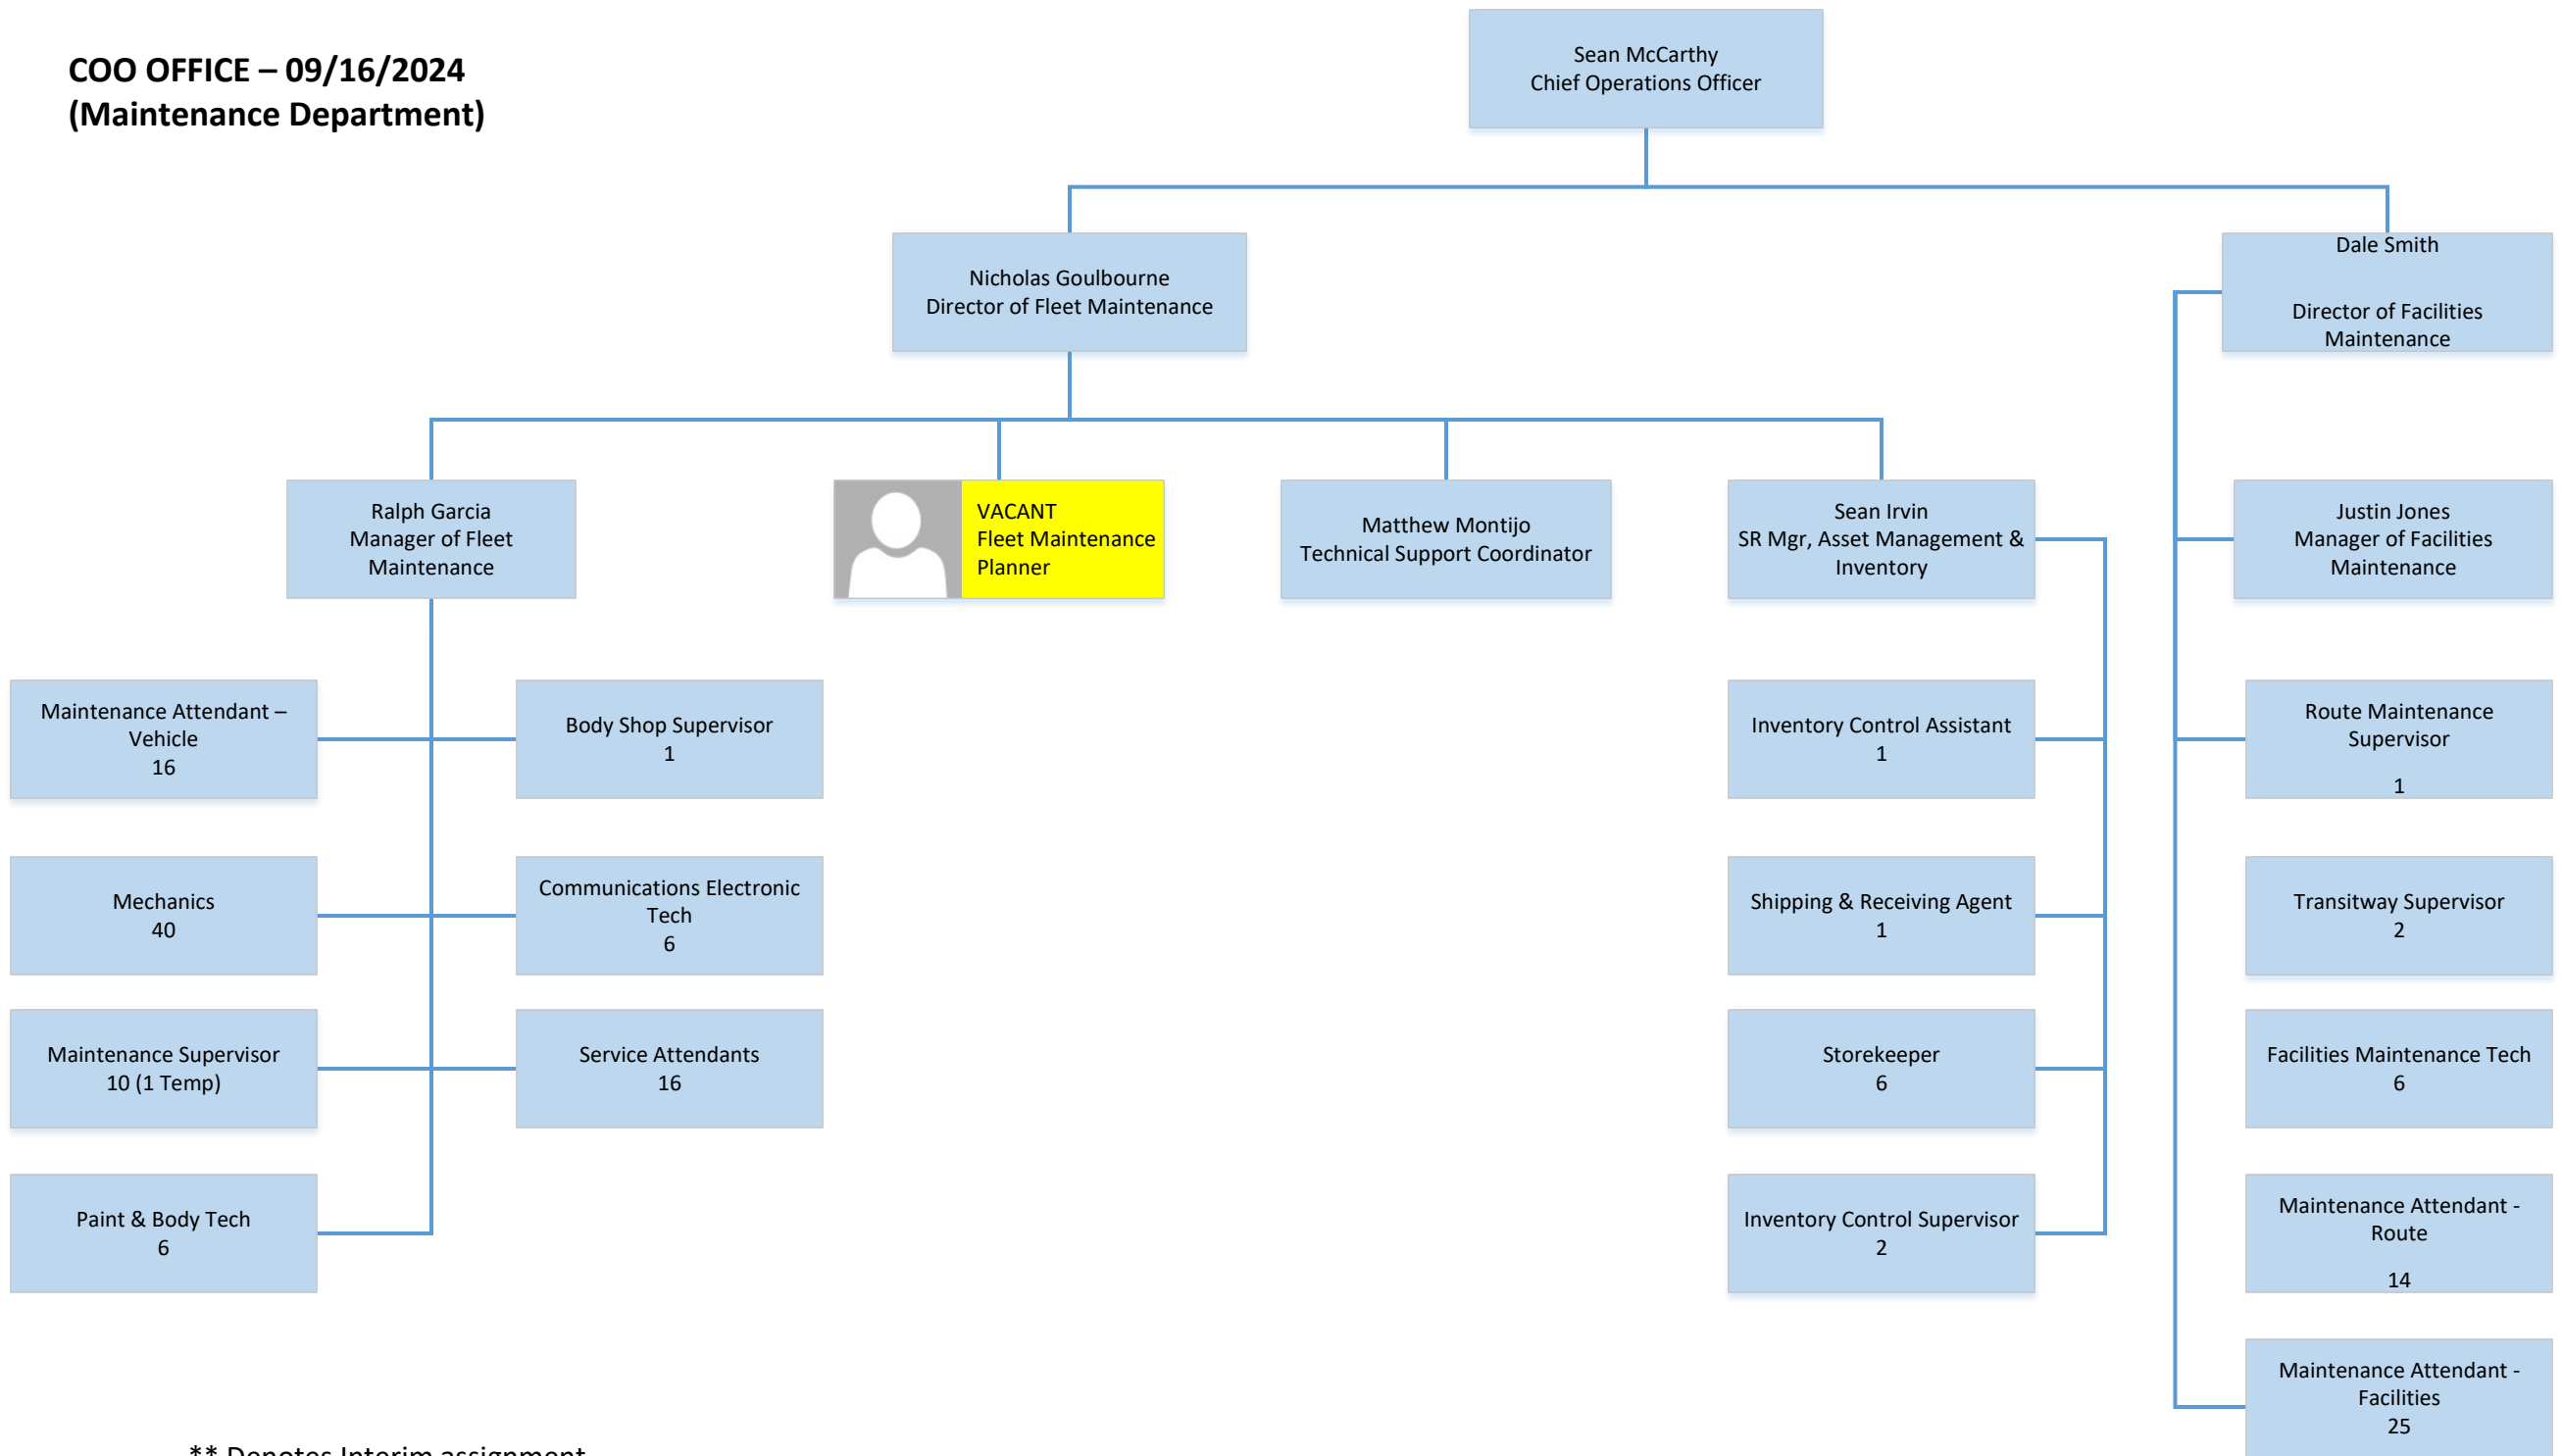 COO OFFICE – 09/16/2024
(Maintenance Department)
Sean McCarthy
Chief Operations Officer
Nicholas Goulbourne
Director of Fleet Maintenance
Dale Smith
Director of Facilities
Maintenance
Ralph Garcia
Manager of Fleet
Maintenance
VACANT
Fleet Maintenance
Planner
Matthew Montijo
Technical Support Coordinator
Sean Irvin
SR Mgr, Asset Management &
Inventory
Justin Jones
Manager of Facilities
Maintenance
Maintenance Attendant –
Vehicle
16
Body Shop Supervisor
1
Inventory Control Assistant
1
Route Maintenance
Supervisor
1
Mechanics
40
Communications Electronic
Tech
6
Shipping & Receiving Agent
1
Transitway Supervisor
2
Maintenance Supervisor
10 (1 Temp)
Service Attendants
16
Storekeeper
6
Facilities Maintenance Tech
6
Paint & Body Tech
6
Inventory Control Supervisor
2
Maintenance Attendant -
Route
14
Maintenance Attendant -
Facilities
25
** Denotes Interim assignment